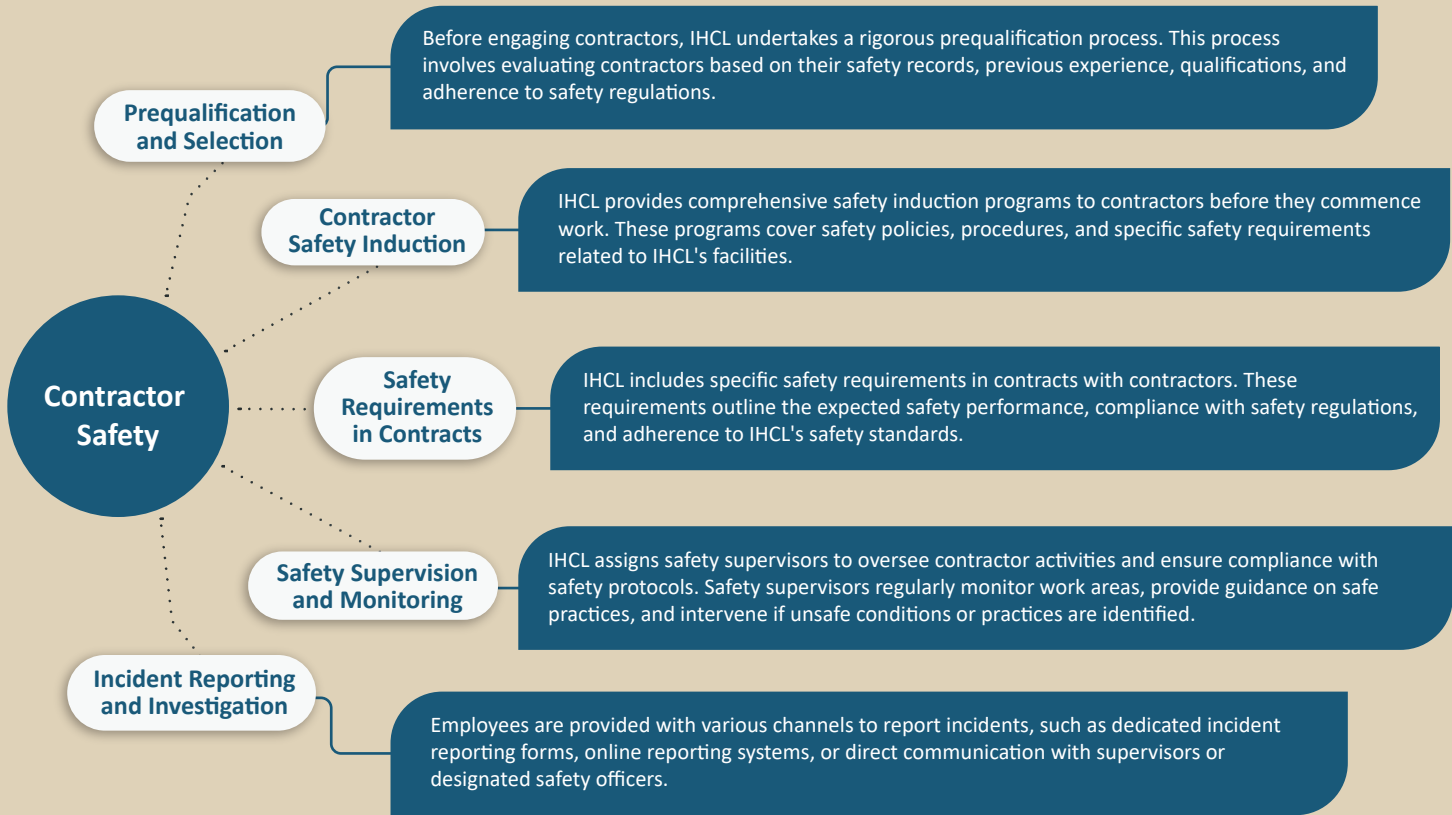 Before engaging contractors, IHCL undertakes a rigorous prequalification process. This process
involves evaluating contractors based on their safety records, previous experience, qualifications, and
adherence to safety regulations.
Prequalification
and Selection
IHCL provides comprehensive safety induction programs to contractors before they commence
work. These programs cover safety policies, procedures, and specific safety requirements
related to IHCL's facilities.
Contractor
Safety Induction
Contractor
Safety
Safety
Requirements
in Contracts
IHCL includes specific safety requirements in contracts with contractors. These
requirements outline the expected safety performance, compliance with safety regulations,
and adherence to IHCL's safety standards.
Safety Supervision
and Monitoring
IHCL assigns safety supervisors to oversee contractor activities and ensure compliance with
safety protocols. Safety supervisors regularly monitor work areas, provide guidance on safe
practices, and intervene if unsafe conditions or practices are identified.
Incident Reporting
and Investigation
Employees are provided with various channels to report incidents, such as dedicated incident
reporting forms, online reporting systems, or direct communication with supervisors or
designated safety officers.